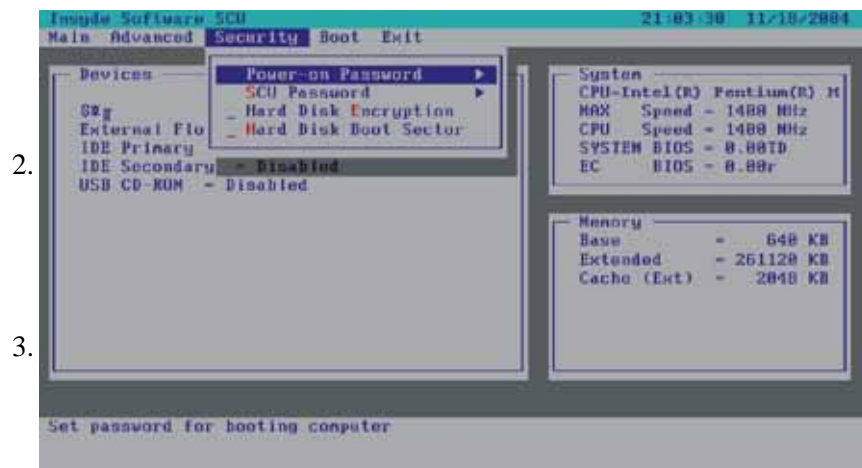 Insyde Software SCU 21:03:30 11/18/2004
Main Advanced Security Boot Exit
Devices
Power-on Password
SCU Password
_ Hard Disk Encryption
_ Hard Disk Boot Sector
External Flo
IDE Primary
2.
IDE Secondary - Disabled
USB CD-ROM - Disabled
System
CPU-Intel(R) Pentium(R) M
MAX Speed - 1400 MHz
CPU Speed - 1400 MHz
SYSTEM BIOS - 0.00TD
EC BIOS - 0.00r
Memory
Base - 640 KB
Extended - 261120 KB
Cache (Ext) - 2048 KB
3.
Set password for booting computer